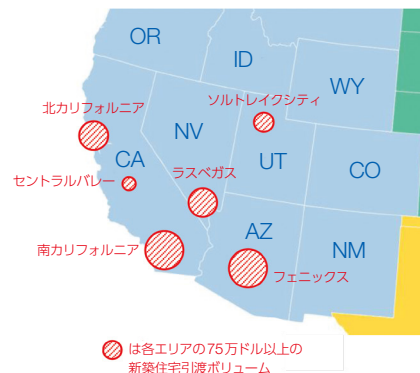 OR
ID
WY
北カリフォルニア
ソルトレイクシティ
NV
CA
ラスベガス
UT
CO
セントラルバレー
AZ
NM
南カリフォルニア
フェニックス
は各エリアの75万ドル以上の
新築住宅引渡ボリューム